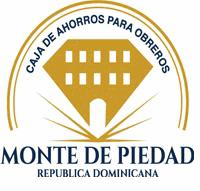 CAJA DE AHORROS PARA OBREROS
MONTE DE PIEDAD
REPUBLICA DOMINICANA